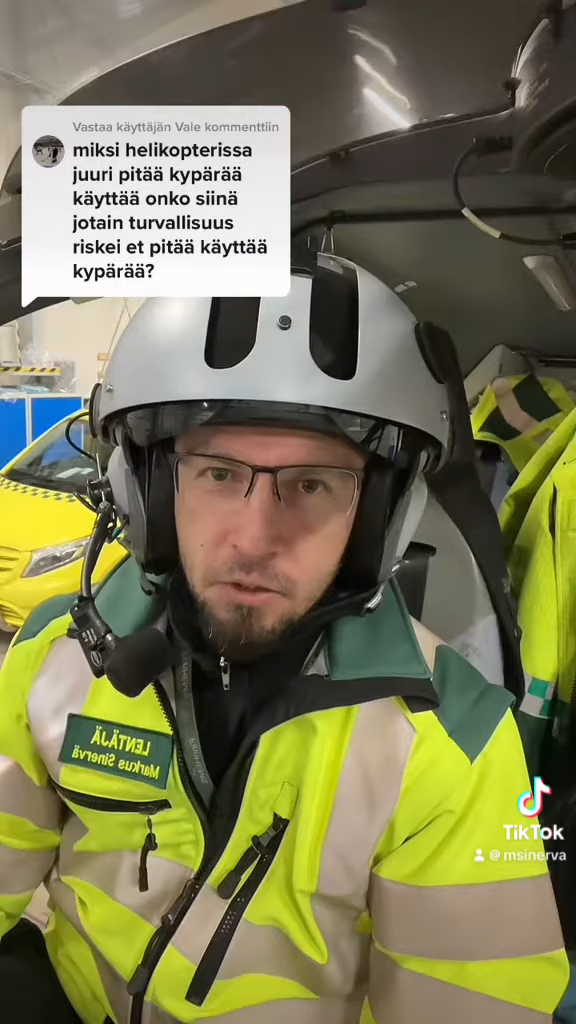 Vastaa käyttäjän Vale kommenttiin
miksi helikopterissa
juuri pitää kypärää
käyttää onko siinä
jotain turvallisuus
riskei et pitää käyttää
kypärää?
LENTÄJÄ
Markus Sinervä
TikTok
@msinerva